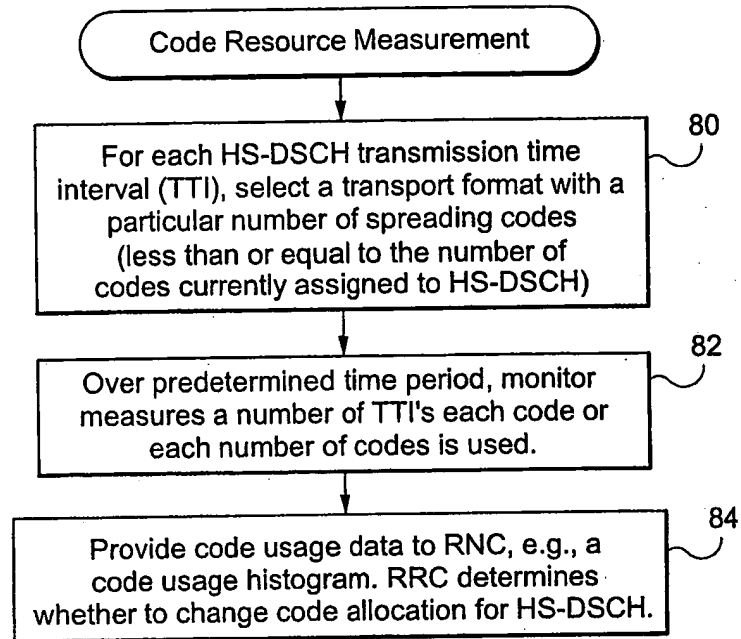 Code Resource Measurement
80
For each HS-DSCH transmission time
interval (TTI), select a transport format with a
particular number of spreading codes
(less than or equal to the number of
codes currently assigned to HS-DSCH)
82
Over predetermined time period, monitor
measures a number of TTI's each code or
each number of codes is used.
84
Provide code usage data to RNC, e.g., a
code usage histogram. RRC determines
whether to change code allocation for HS-DSCH.